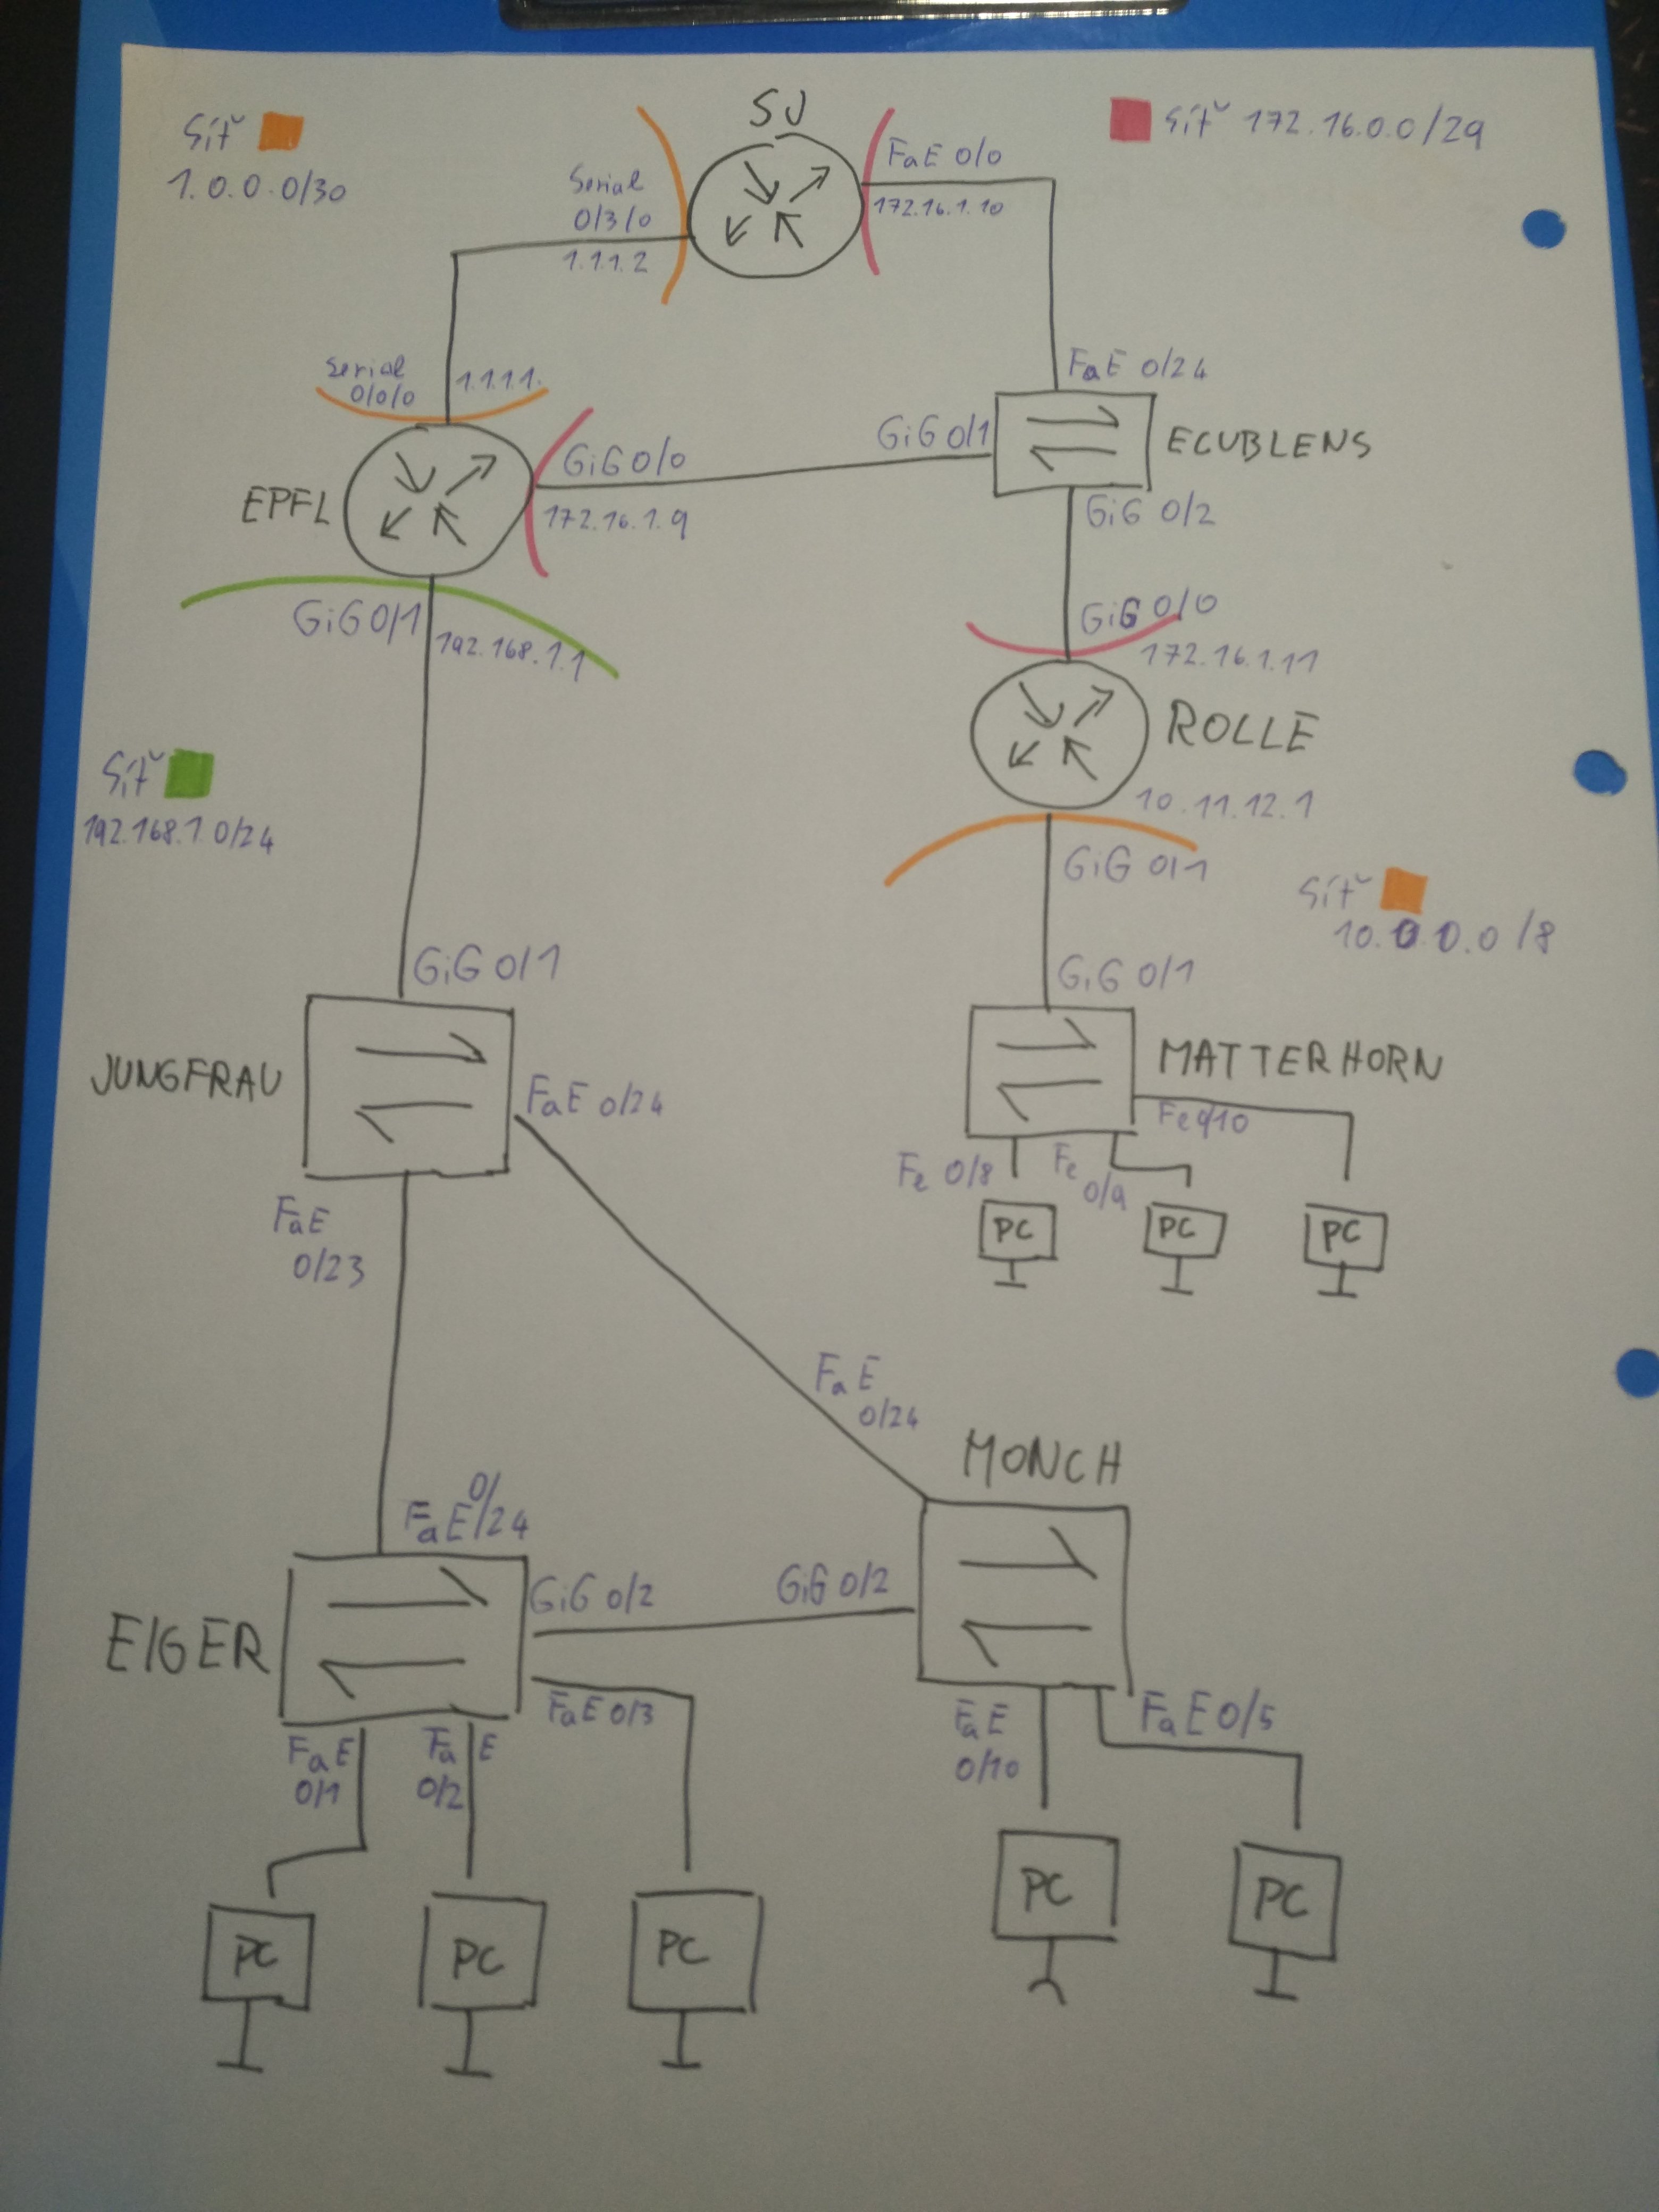 SJ
Síť
1.0.0.0/30
Síť 172.16.0.0/29
FaE 0/0
172.16.1.10
Serial
0/3/0
1.1.1.2
Serial
0/0/0
1.1.1.1.
FaE 0/24
GiG 0/1
ECUBLENS
GiG 0/0
172.16.1.9
EPFL
GiG 0/2
GiG 0/1
192.168.1.1
GiG 0/0
172.16.1.11
ROLLE
10.11.12.1
Síť
192.168.1.0/24
GiG 0/1
Síť
10.0.0.0/8
GiG 0/1
GiG 0/1
JUNGFRAU
MATTERHORN
FaE 0/24
Fe 0/10
Fe 0/8
Fe
0/9
PC
PC
PC
FaE
0/23
FaE
0/24
MONCH
FaE 0/24
GiG 0/2
GiG 0/2
EIGER
FaE 0/3
FaE
0/1
FaE
0/2
FaE
0/10
FaE 0/5
PC
PC
PC
PC
PC